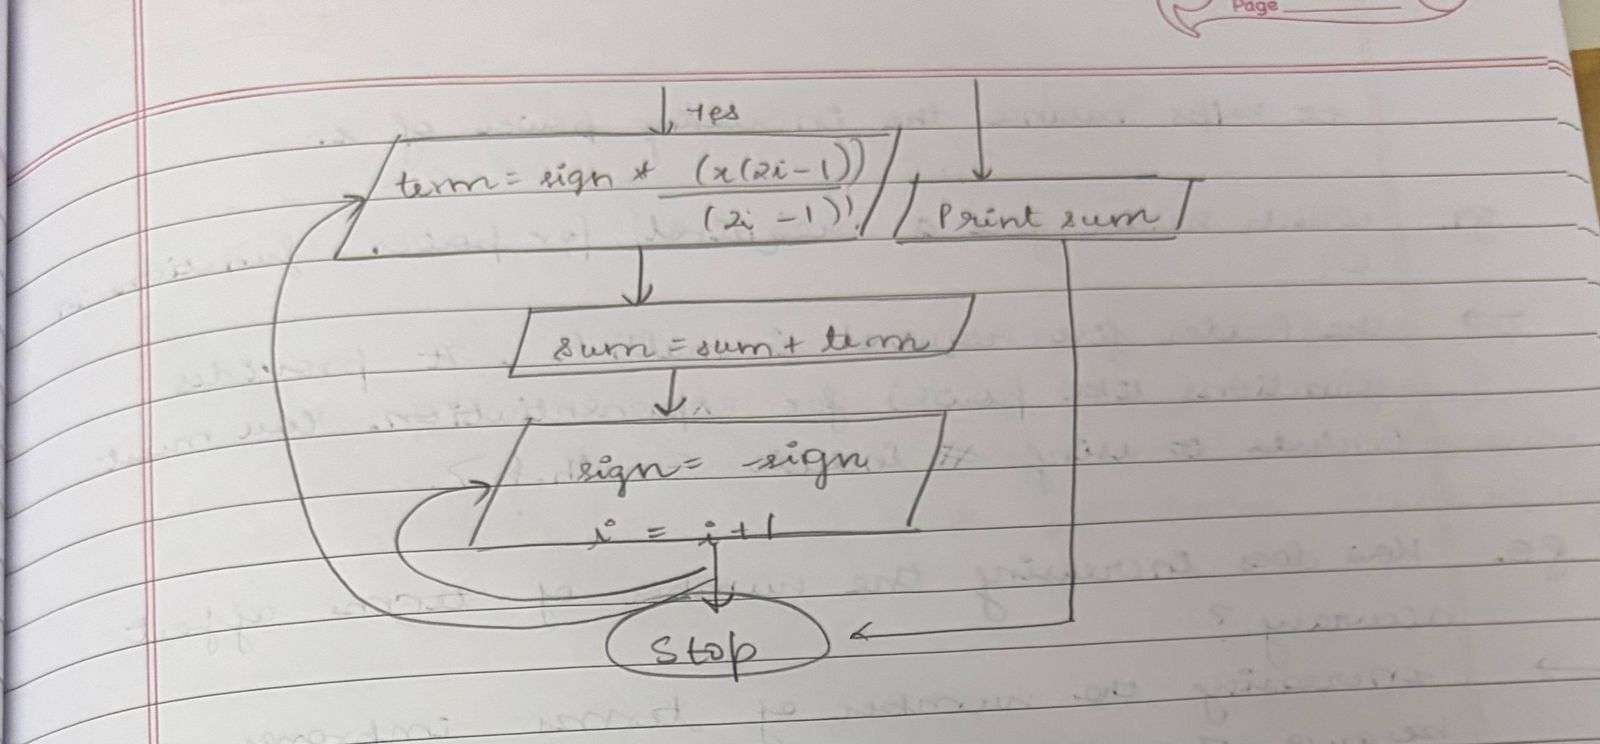 Page
yes
term = sign * (x(2i-1))
(2i-1)!
Print sum
sum = sum + term
sign = -sign
i = i+1
Stop